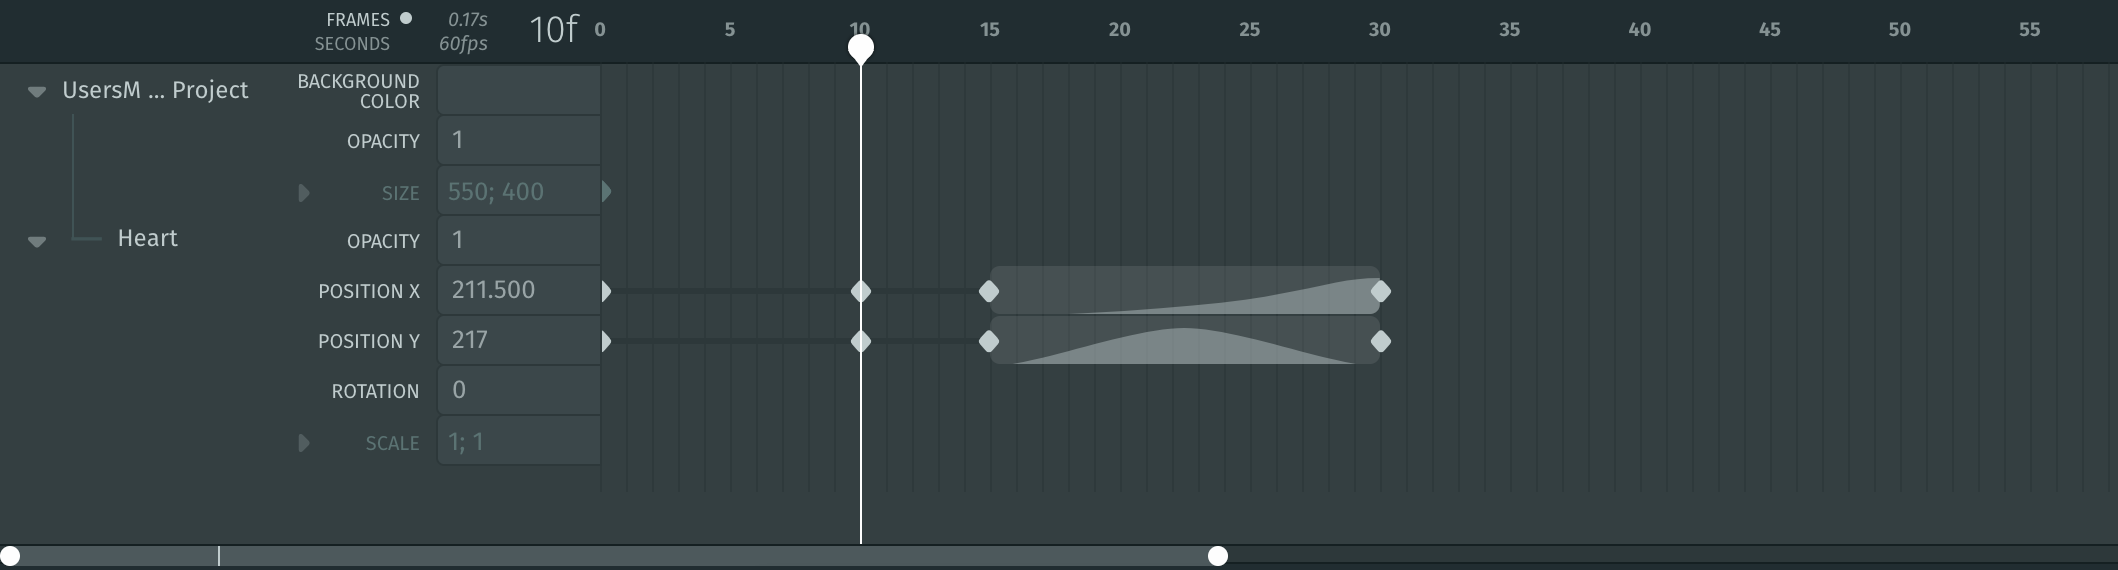 FRAMES 0.17s 10f 0 5 10 15 20 25 30 35 40 45 50 55
SECONDS 60fps
UsersM ... Project BACKGROUND
COLOR
OPACITY 1
SIZE 550; 400
Heart OPACITY 1
POSITION X 211.500
POSITION Y 217
ROTATION 0
SCALE 1; 1